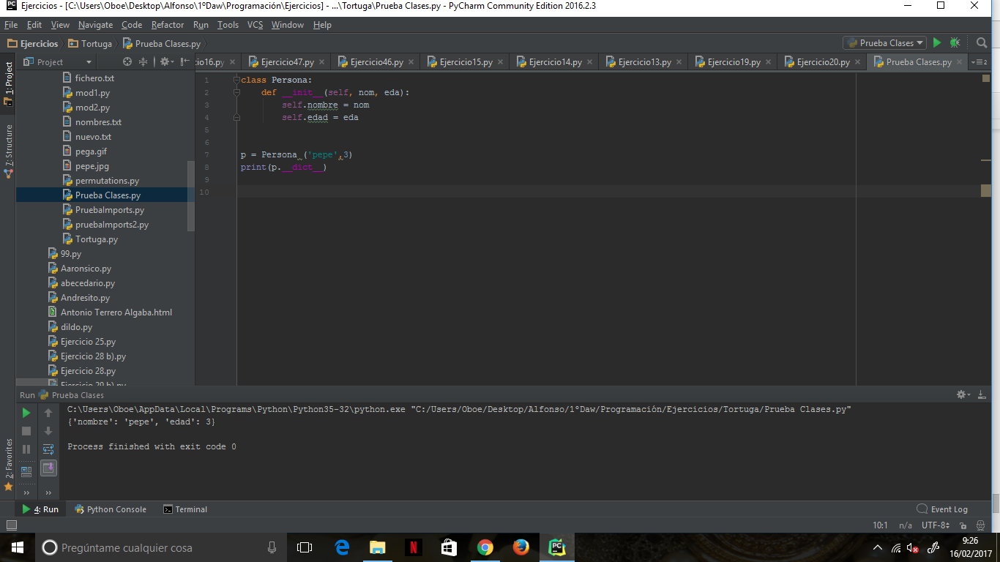 Ejercicios - [C:\Users\Oboe\Desktop\Alfonso\1ºDaw\Programación\Ejercicios] - ...\Tortuga\Prueba Clases.py - PyCharm Community Edition 2016.2.3
File Edit View Navigate Code Refactor Run Tools VCS Window Help
Ejercicios Tortuga Prueba Clases.py Prueba Clases
Project
cio16.py Ejercicio47.py Ejercicio46.py Ejercicio15.py Ejercicio14.py Ejercicio13.py Ejercicio19.py Ejercicio20.py Prueba Clases.py 2
1: Project
7: Structure
2: Favorites
fichero.txt
mod1.py
mod2.py
nombres.txt
nuevo.txt
pega.gif
pepe.jpg
permutations.py
Prueba Clases.py
PruebaImports.py
pruebaImports2.py
Tortuga.py
99.py
Aaronsico.py
abecedario.py
Andresito.py
Antonio Terrero Algaba.html
dildo.py
Ejercicio 25.py
Ejercicio 28 b).py
Ejercicio 28.py
Ejercicio 29 b).py
1 class Persona:
2 def __init__(self, nom, eda):
3 self.nombre = nom
4 self.edad = eda
5
6
7 p = Persona ('pepe',3)
8 print(p.__dict__)
9
10
Run Prueba Clases
C:\Users\Oboe\AppData\Local\Programs\Python\Python35-32\python.exe "C:/Users/Oboe/Desktop/Alfonso/1ºDaw/Programación/Ejercicios/Tortuga/Prueba Clases.py"
{'nombre': 'pepe', 'edad': 3}
Process finished with exit code 0
4: Run Python Console Terminal Event Log
10:1 n/a UTF-8
Pregúntame cualquier cosa
9:26
16/02/2017